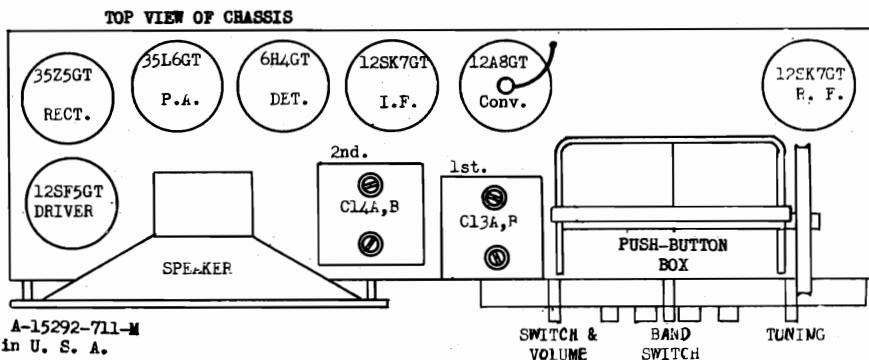 TOP VIEW OF CHASSIS
35Z5GT
RECT.
35L6GT
P.A.
6H4GT
DET.
12SK7GT
I.F.
12A8GT
Conv.
12SK7GT
R. F.
12SF5GT
DRIVER
SPEAKER
2nd.
C14A,B
1st.
C13A,B
PUSH-BUTTON
BOX
A-15292-711-M
in U. S. A.
SWITCH &
VOLUME
BAND
SWITCH
TUNING